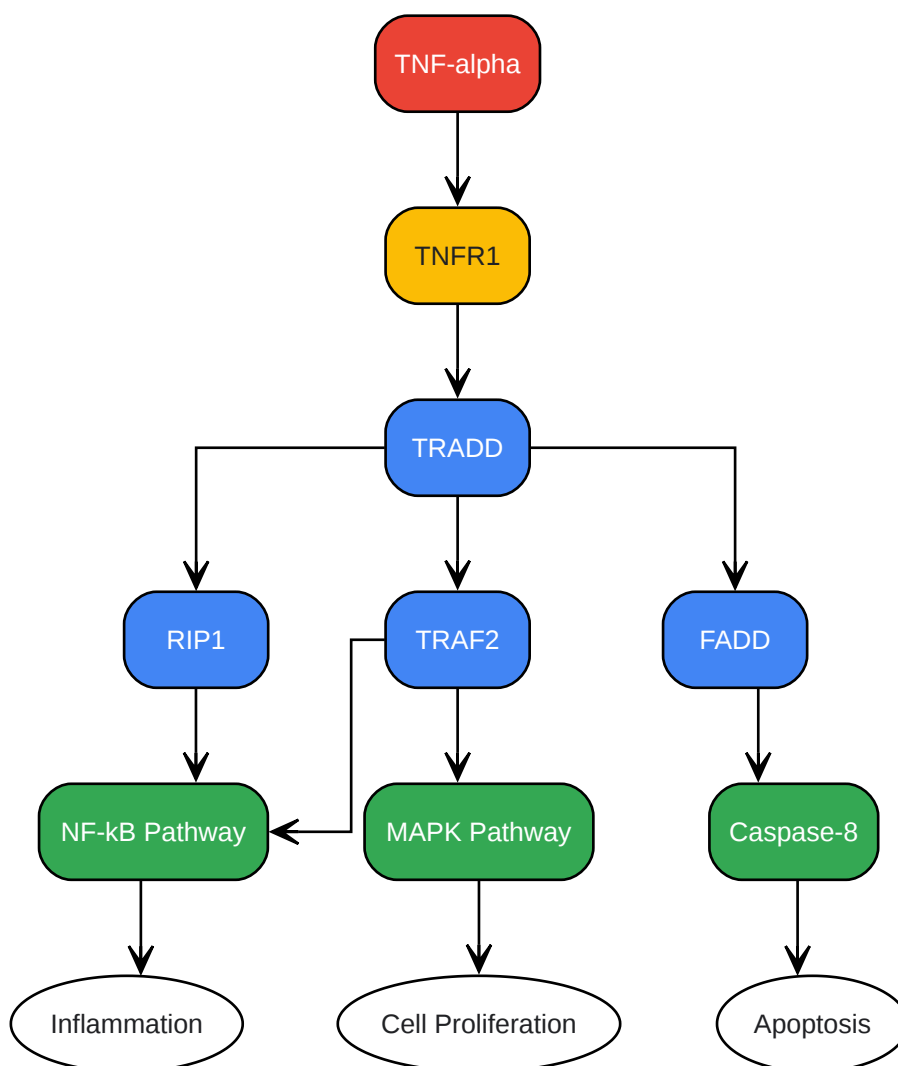 TNF-alpha
TNFR1
TRADD
RIP1
TRAF2
FADD
NF-kB Pathway
MAPK Pathway
Caspase-8
Inflammation
Cell Proliferation
Apoptosis